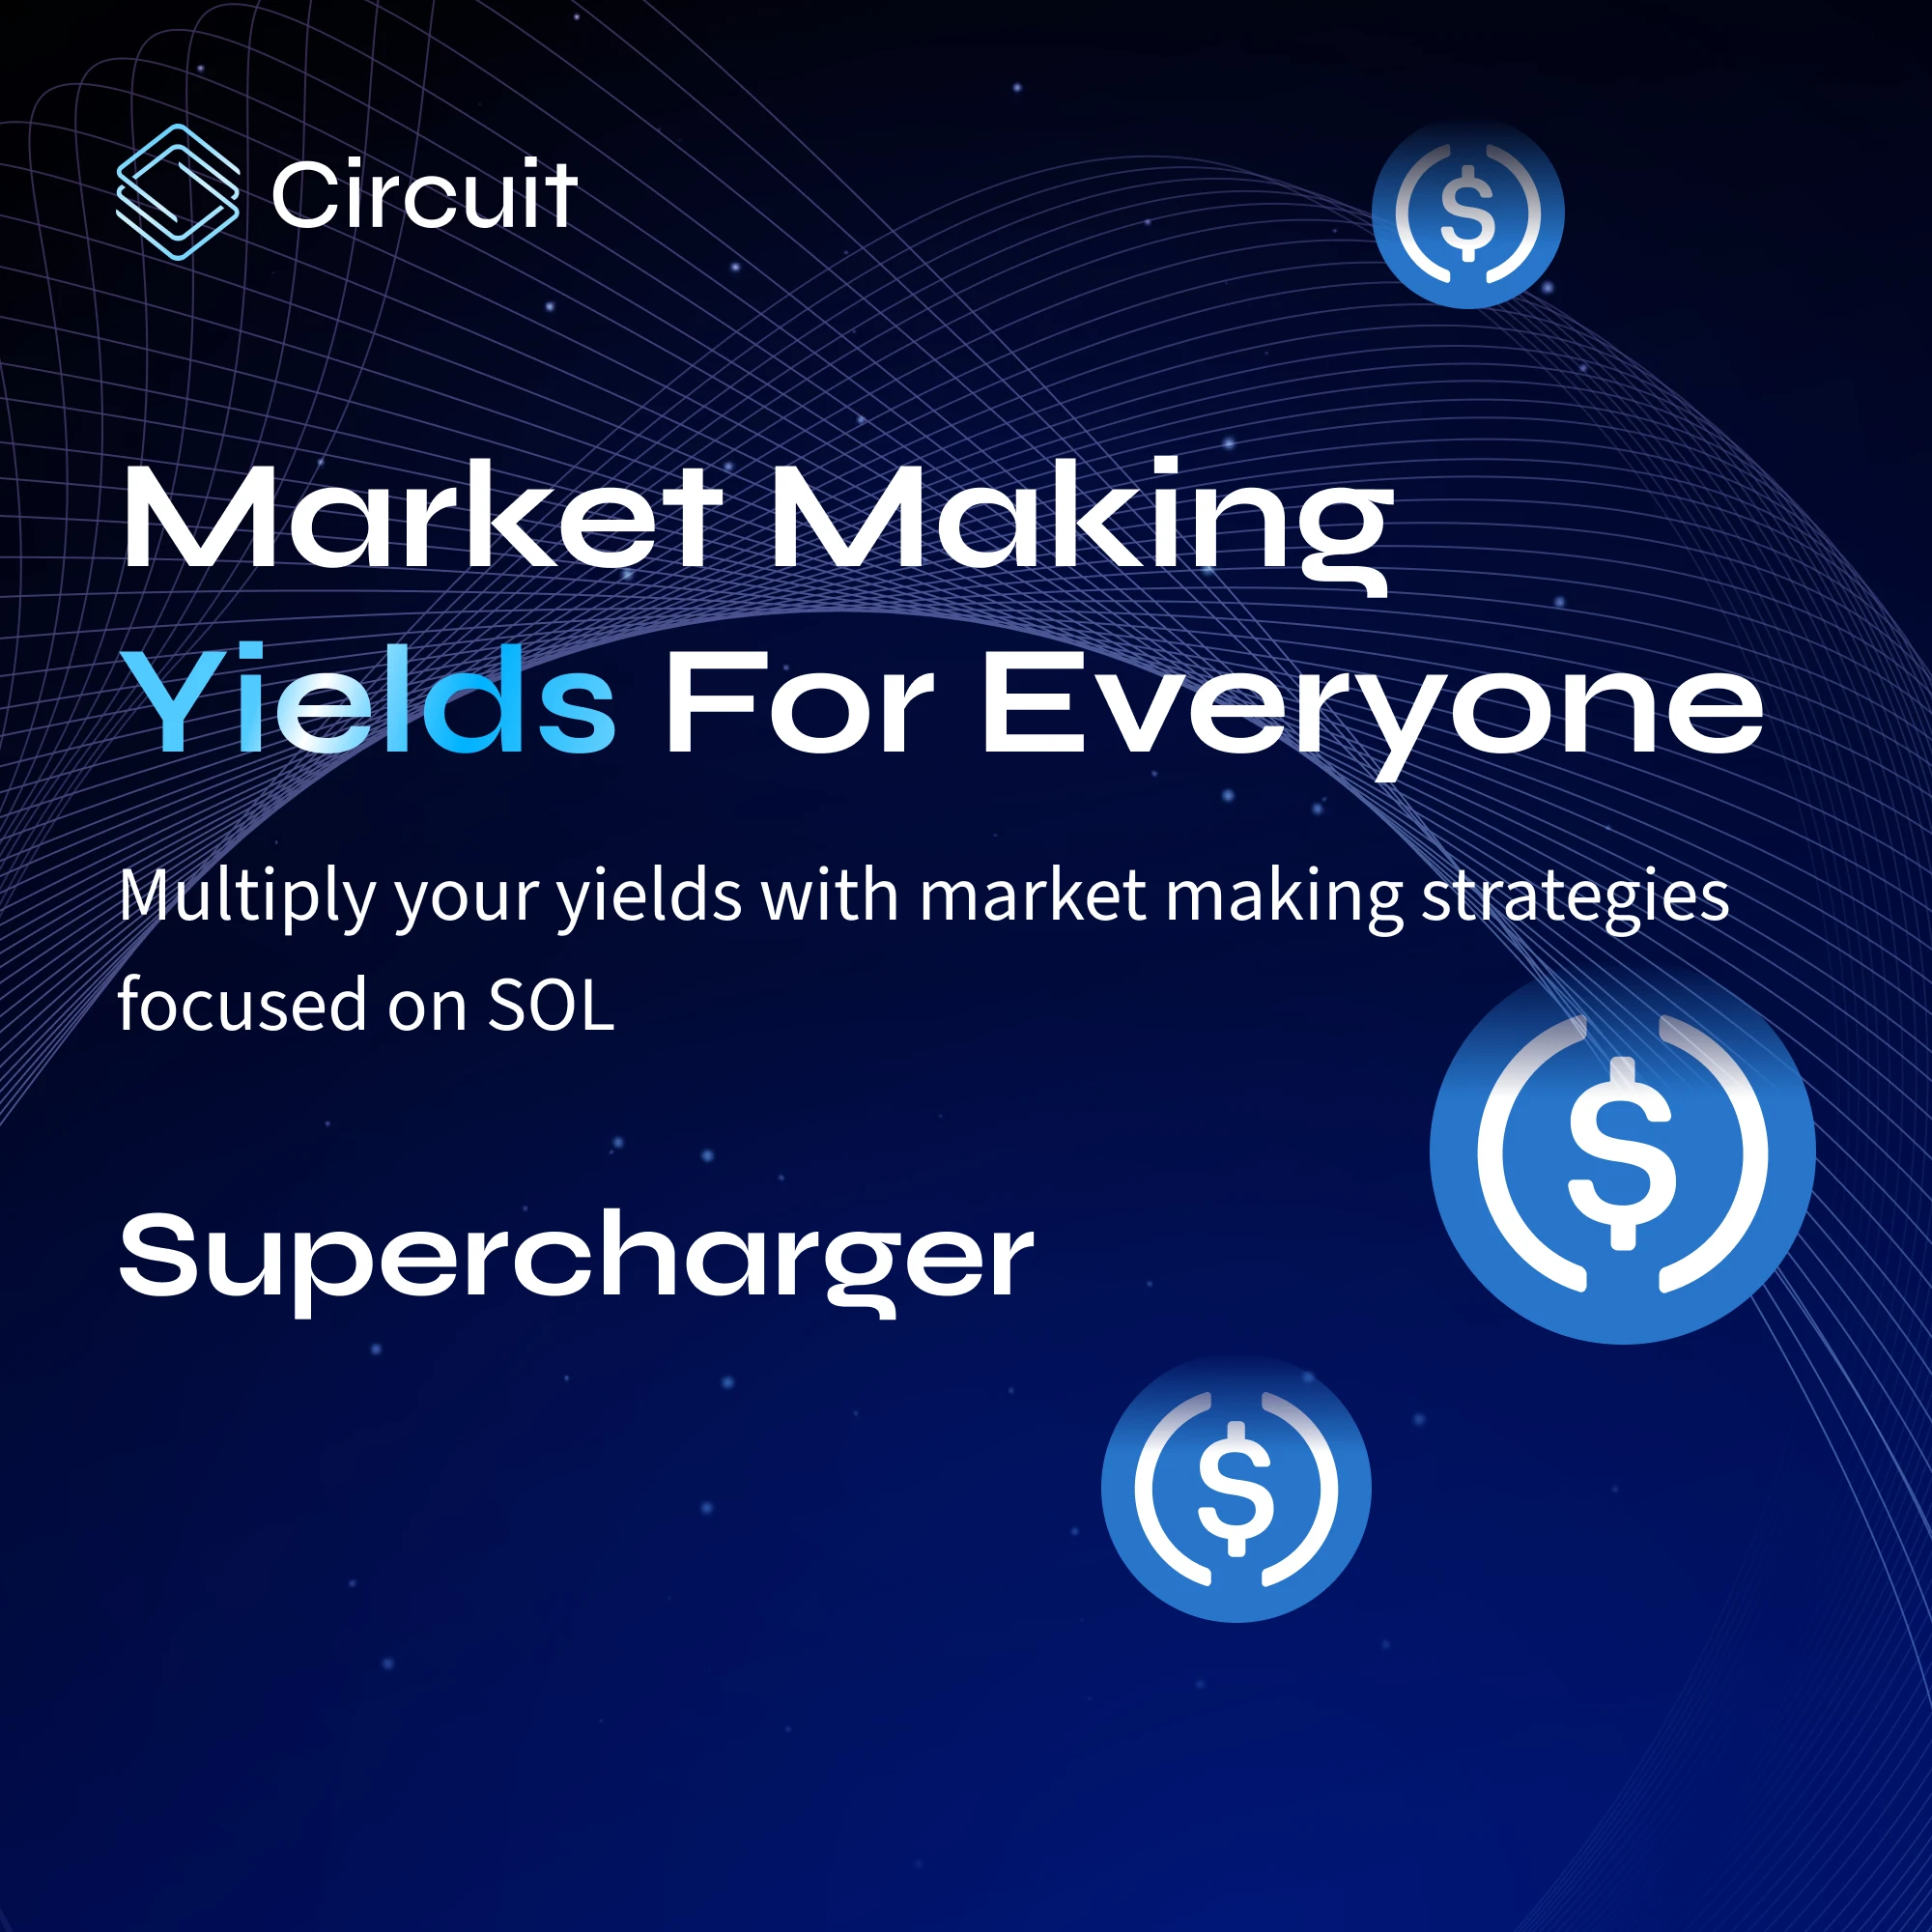 Circuit
Market Making
Yields For Everyone
Multiply your yields with market making strategies
focused on SOL
Supercharger